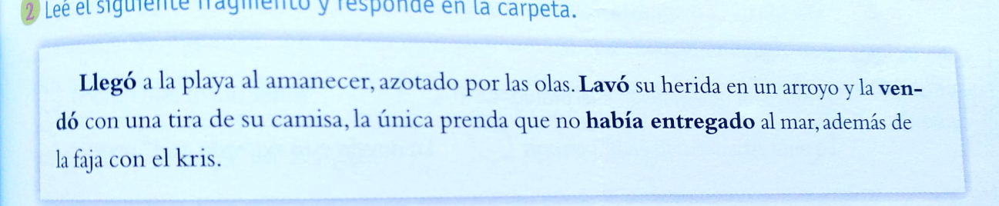 2 Leé el siguiente fragmento y respondé en la carpeta.
Llegó a la playa al amanecer, azotado por las olas. Lavó su herida en un arroyo y la ven-
dó con una tira de su camisa, la única prenda que no había entregado al mar, además de
la faja con el kris.